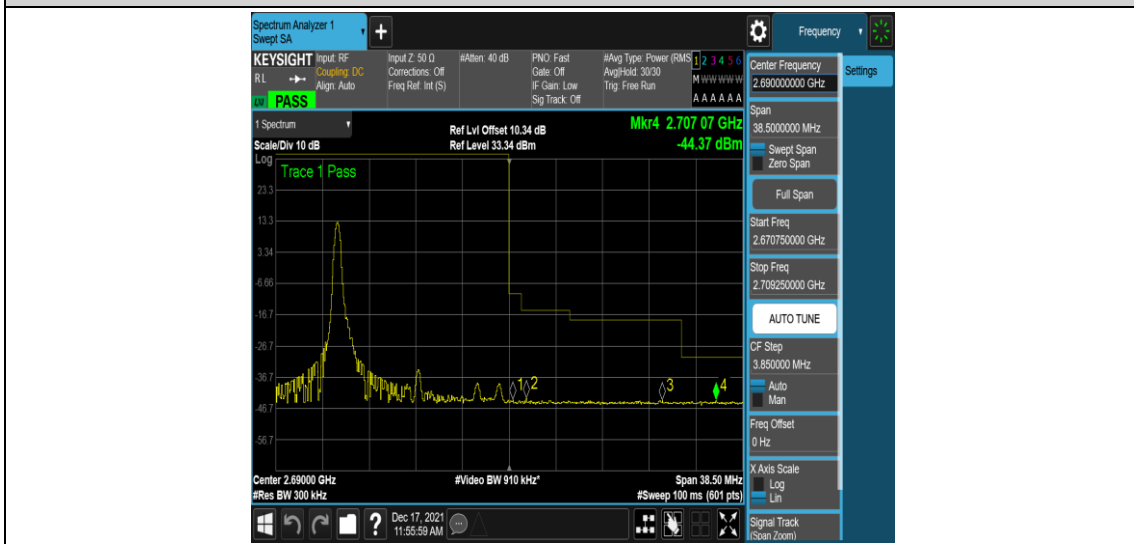 Spectrum Analyzer 1
Swept SA
+
Frequency
KEYSIGHT
RL
LXI PASS
Input: RF
Coupling: DC
Align: Auto
Input Z: 50 Ω
Corrections: Off
Freq Ref: Int (S)
#Atten: 40 dB
PNO: Fast
Gate: Off
IF Gain: Low
Sig Track: Off
#Avg Type: Power (RMS
Avg|Hold: 30/30
Trig: Free Run
1 2 3 4 5 6
M W W W W W
A A A A A A
1 Spectrum
Scale/Div 10 dB
Ref Lvl Offset 10.34 dB
Ref Level 33.34 dBm
Mkr4 2.707 07 GHz
-44.37 dBm
Log
Trace 1 Pass
23.3
13.3
3.34
-6.66
-16.7
-26.7
-36.7
-46.7
-56.7
1
2
3
4
Center 2.69000 GHz
#Res BW 300 kHz
#Video BW 910 kHz*
Span 38.50 MHz
#Sweep 100 ms (601 pts)
?
Dec 17, 2021
11:55:59 AM
Center Frequency
2.690000000 GHz
Settings
Span
38.5000000 MHz
Swept Span
Zero Span
Full Span
Start Freq
2.670750000 GHz
Stop Freq
2.709250000 GHz
AUTO TUNE
CF Step
3.850000 MHz
Auto
Man
Freq Offset
0 Hz
X Axis Scale
Log
Lin
Signal Track
(Span Zoom)